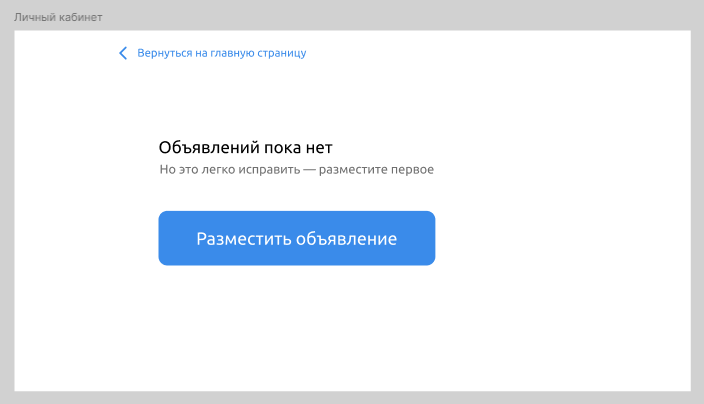 Личный кабинет
Вернуться на главную страницу
Объявлений пока нет
Но это легко исправить — разместите первое
Разместить объявление